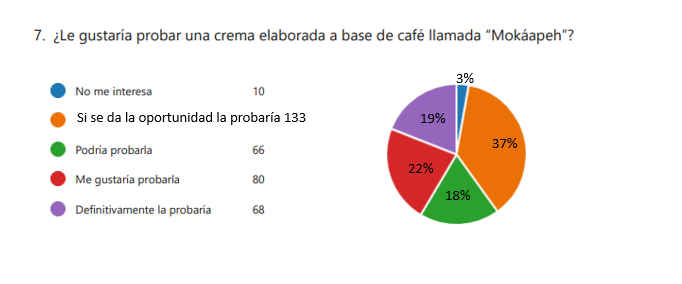 7. ¿Le gustaría probar una crema elaborada a base de café llamada “Mokáapeh”?
No me interesa 10
Si se da la oportunidad la probaría 133
Podría probarla 66
Me gustaría probarla 80
Definitivamente la probaría 68
3%
19%
37%
22%
18%